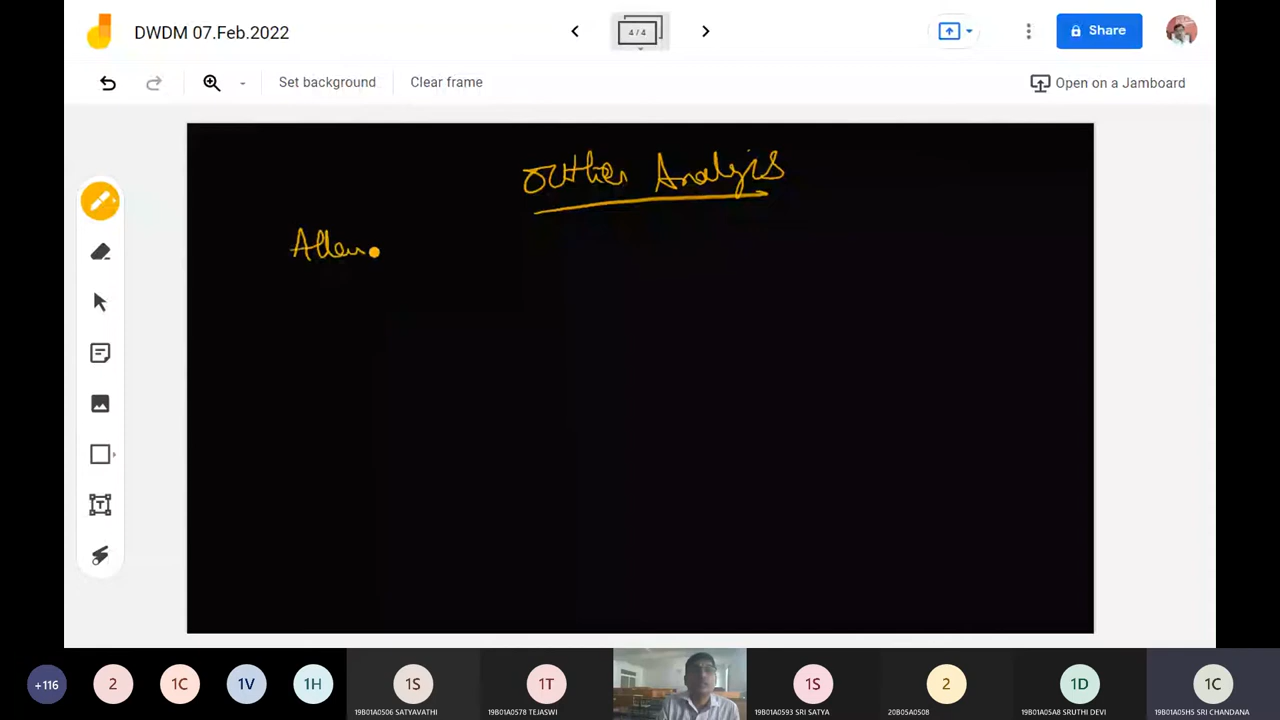 DWDM 07.Feb.2022
4 / 4
Share
Set background
Clear frame
Open on a Jamboard
Outlier Analysis
Atten
+116
2
1C
1V
1H
1S
1T
1S
2
1D
1C
19B01A0506 SATYAVATHI
19B01A0578 TEJASWI
19B01A0593 SRI SATYA
20B05A0508
19B01A05A8 SRUTHI DEVI
19B01A05H5 SRI CHANDANA